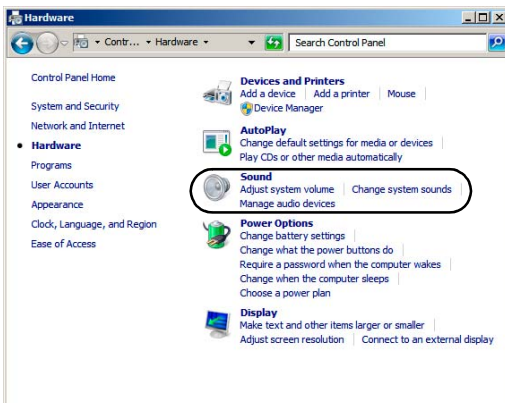 Hardware
Contr... Hardware
Search Control Panel
Control Panel Home
System and Security
Network and Internet
Hardware
Programs
User Accounts
Appearance
Clock, Language, and Region
Ease of Access
Devices and Printers
Add a device Add a printer Mouse
Device Manager
AutoPlay
Change default settings for media or devices
Play CDs or other media automatically
Sound
Adjust system volume Change system sounds
Manage audio devices
Power Options
Change battery settings
Change what the power buttons do
Require a password when the computer wakes
Change when the computer sleeps
Choose a power plan
Display
Make text and other items larger or smaller
Adjust screen resolution Connect to an external display